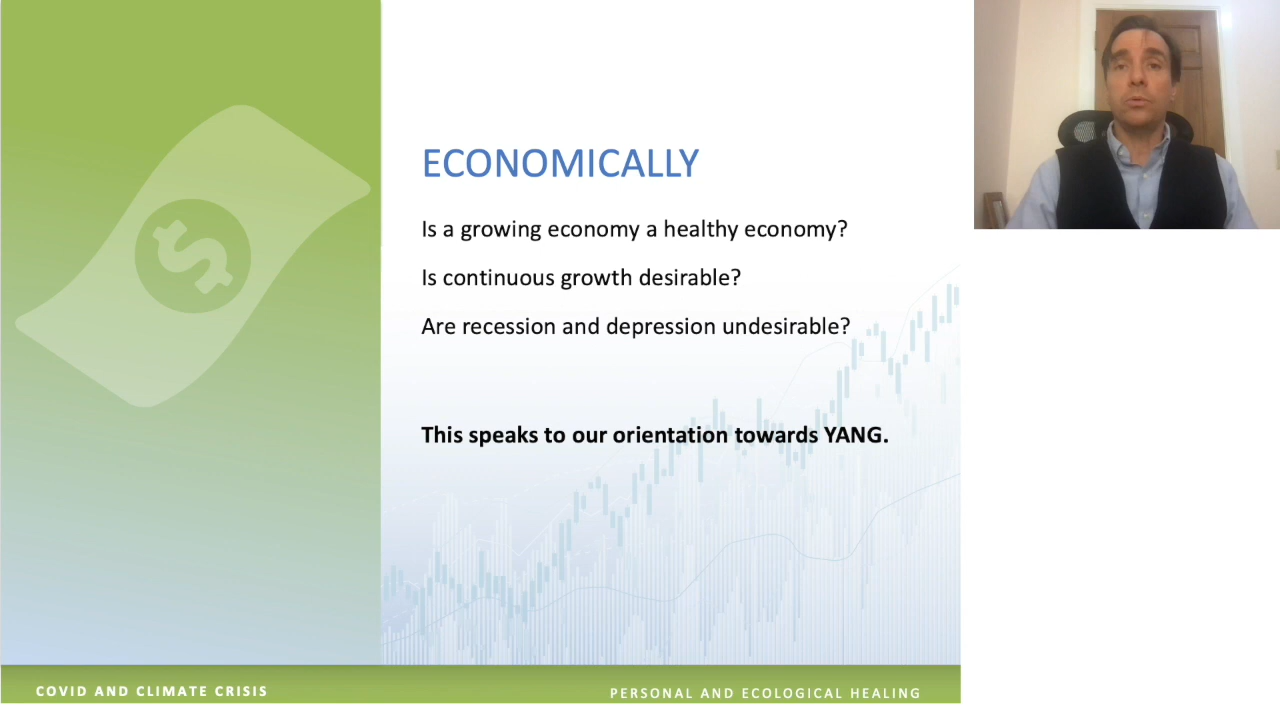 ECONOMICALLY
Is a growing economy a healthy economy?
Is continuous growth desirable?
Are recession and depression undesirable?
This speaks to our orientation towards YANG.
COVID AND CLIMATE CRISIS
PERSONAL AND ECOLOGICAL HEALING
$